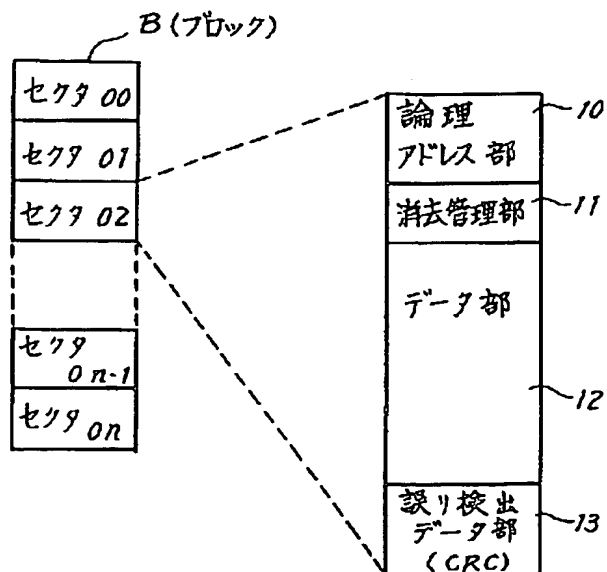 B(ブロック)
セクタ 00
セクタ 01
セクタ 02
セクタ
0n-1
セクタ 0n
論理
アドレス部
10
消去管理部
11
データ部
12
誤り検出
データ部
(CRC)
13